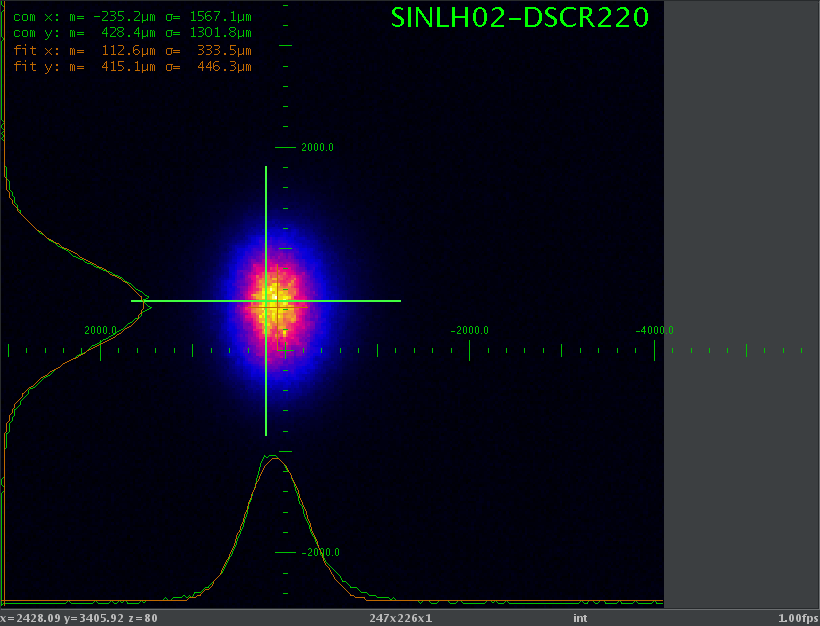 com x: m= -235.2µm σ= 1567.1µm
SINLH02-DSCR220
com y: m= 428.4µm σ= 1301.8µm
fit x: m= 112.6µm σ= 333.5µm
fit y: m= 415.1µm σ= 446.3µm
2000.0
2000.0
-2000.0
-4000.0
-2000.0
x=2428.09 y=3405.92 z=80
247x226x1
int
1.00fps